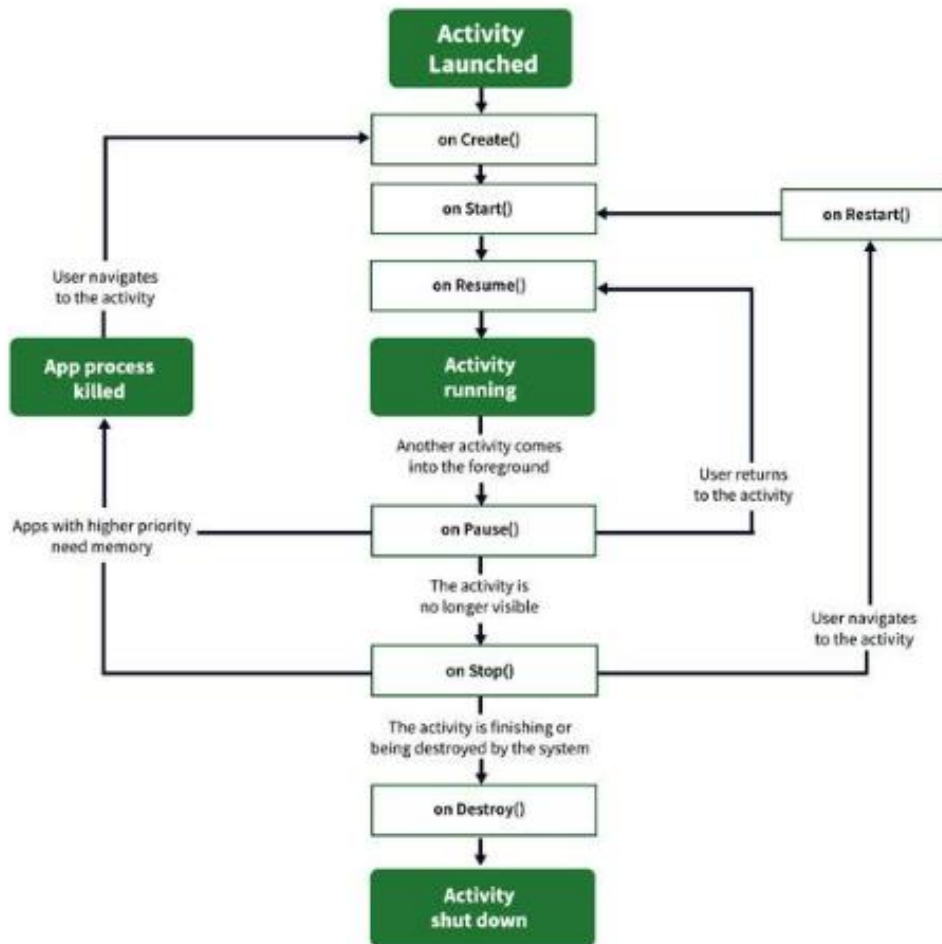 Activity
Launched
on Create()
on Start()
on Restart()
User navigates
to the activity
on Resume()
App process
killed
Activity
running
Another activity comes
into the foreground
User returns
to the activity
Apps with higher priority
need memory
on Pause()
The activity is
no longer visible
User navigates
to the activity
on Stop()
The activity is finishing or
being destroyed by the system
on Destroy()
Activity
shut down